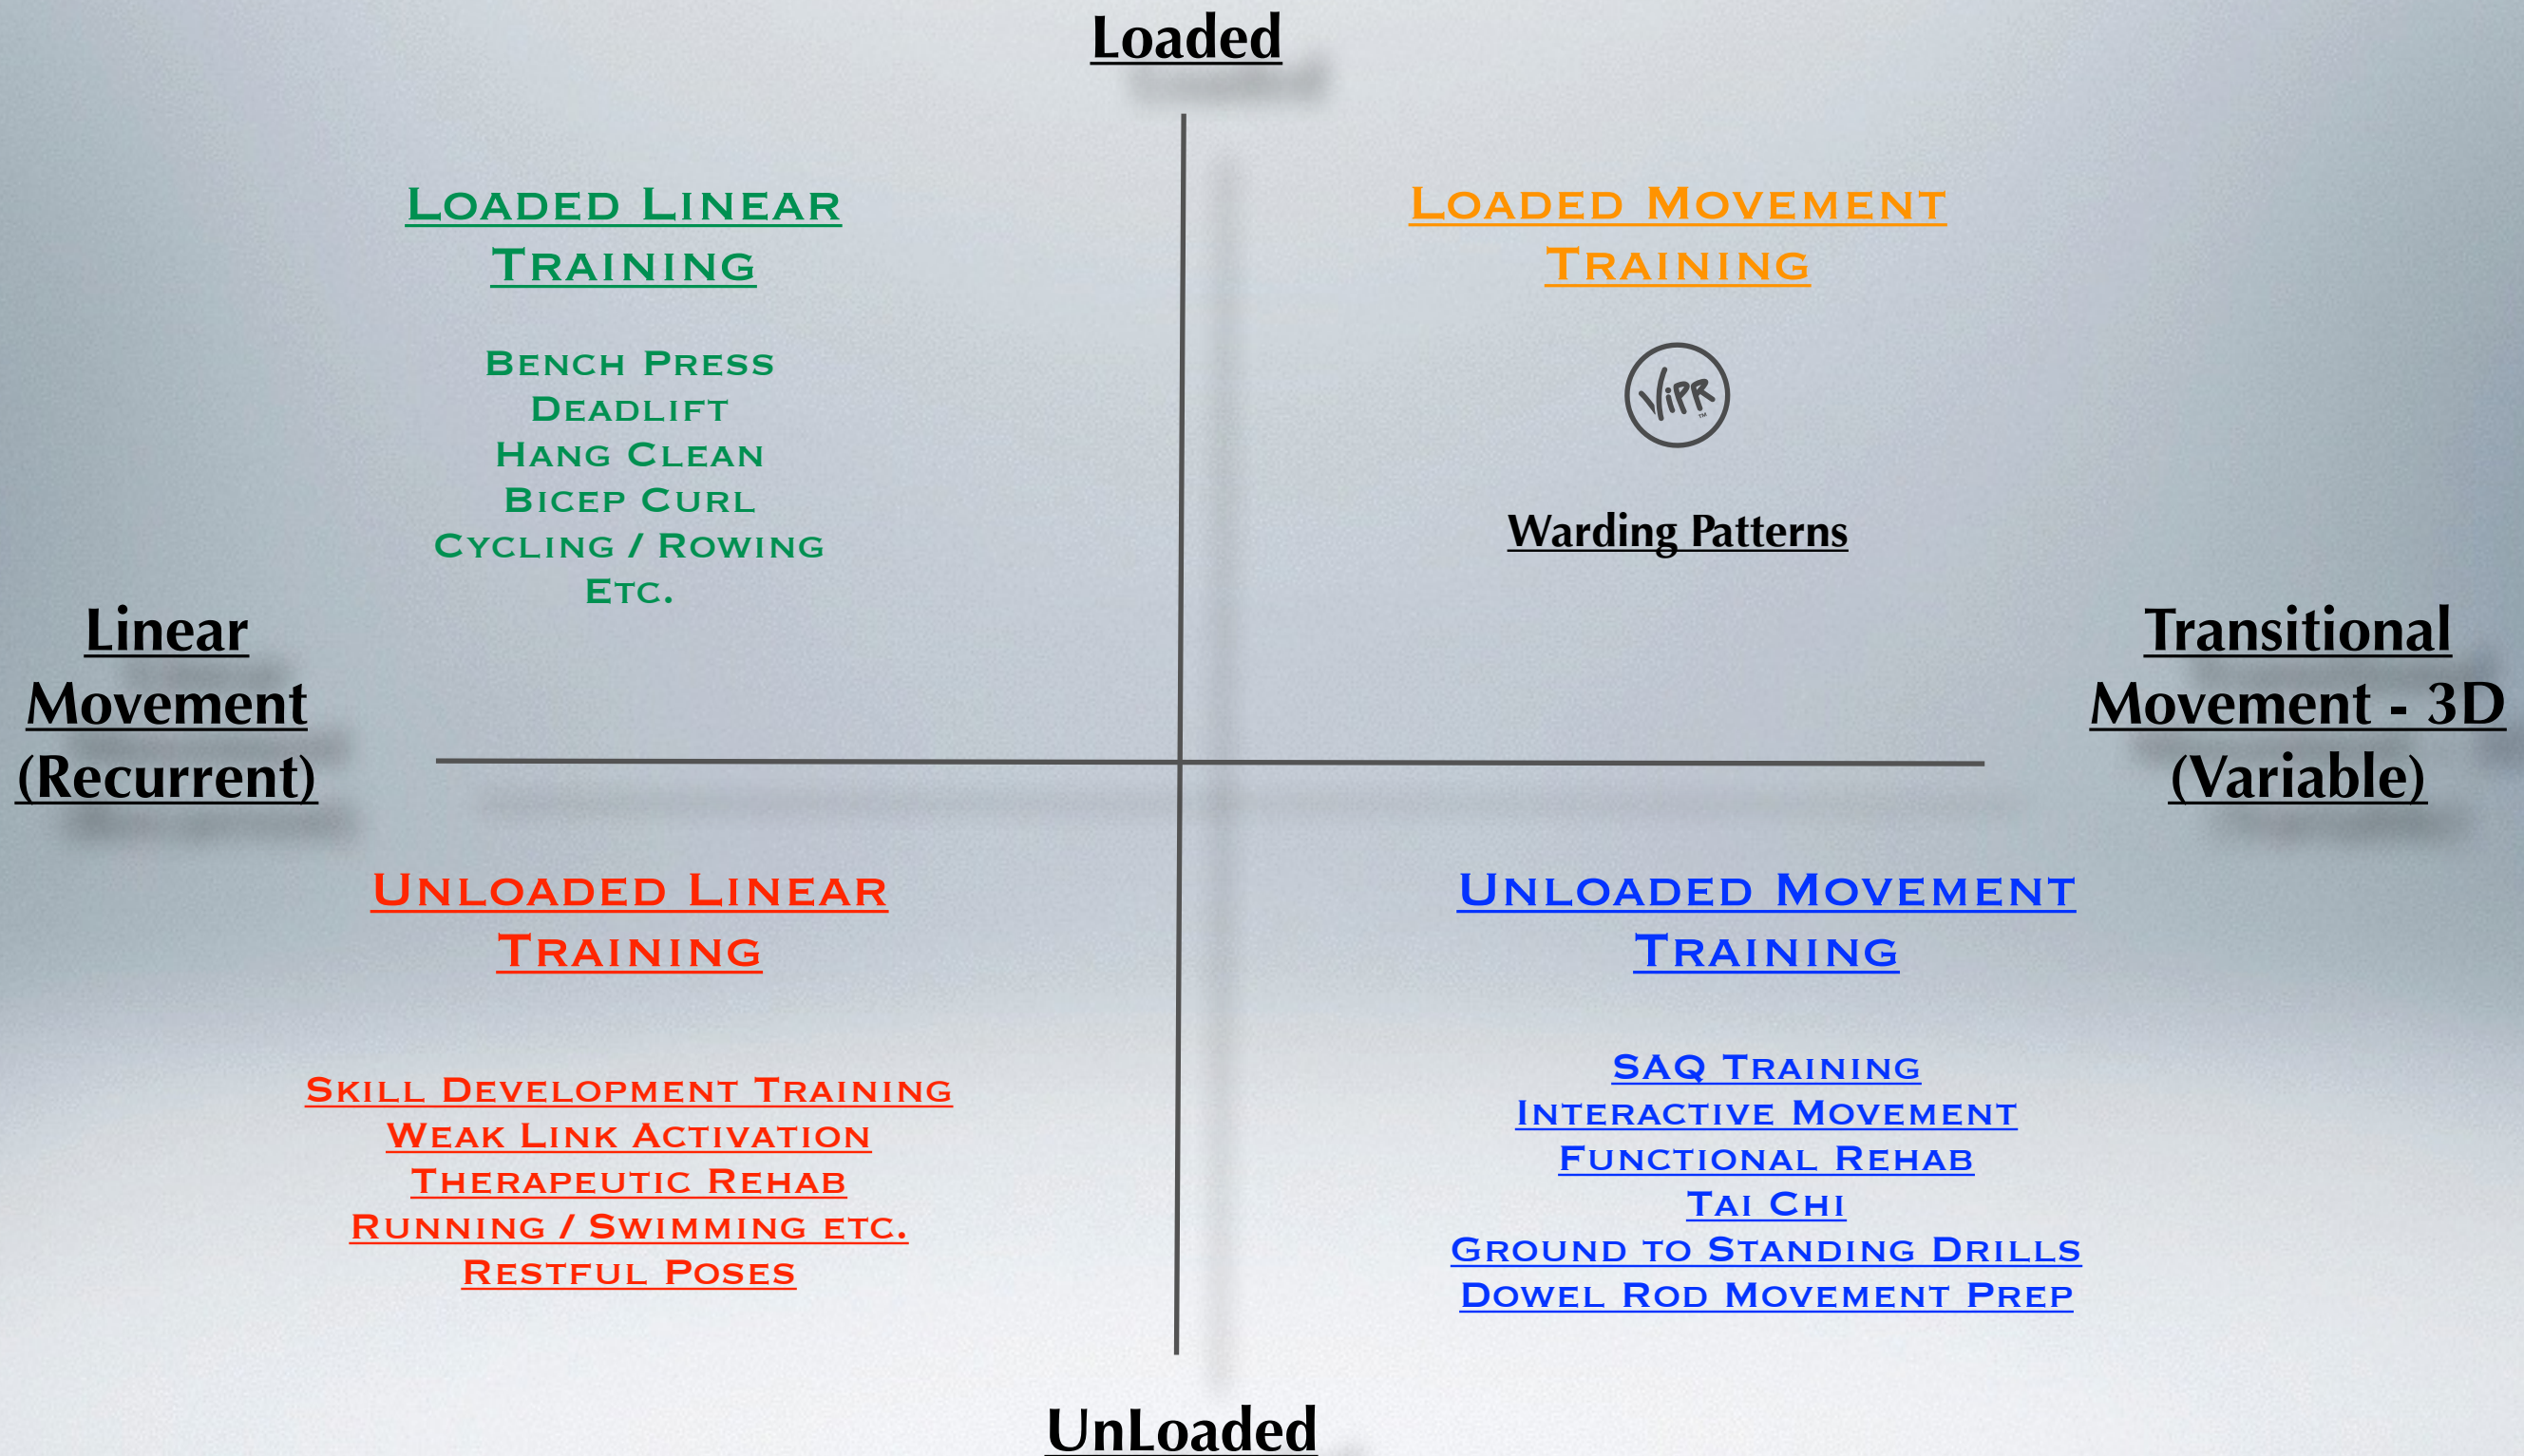 Loaded
Loaded Linear
Training
Bench Press
Deadlift
Hang Clean
Bicep Curl
Cycling / Rowing
Etc.
Loaded Movement
Training
ViPR™
Warding Patterns
Linear
Movement
(Recurrent)
Transitional
Movement - 3D
(Variable)
Unloaded Linear
Training
Skill Development Training
Weak Link Activation
Therapeutic Rehab
Running / Swimming etc.
Restful Poses
Unloaded Movement
Training
SAQ Training
Interactive Movement
Functional Rehab
Tai Chi
Ground to Standing Drills
Dowel Rod Movement Prep
UnLoaded